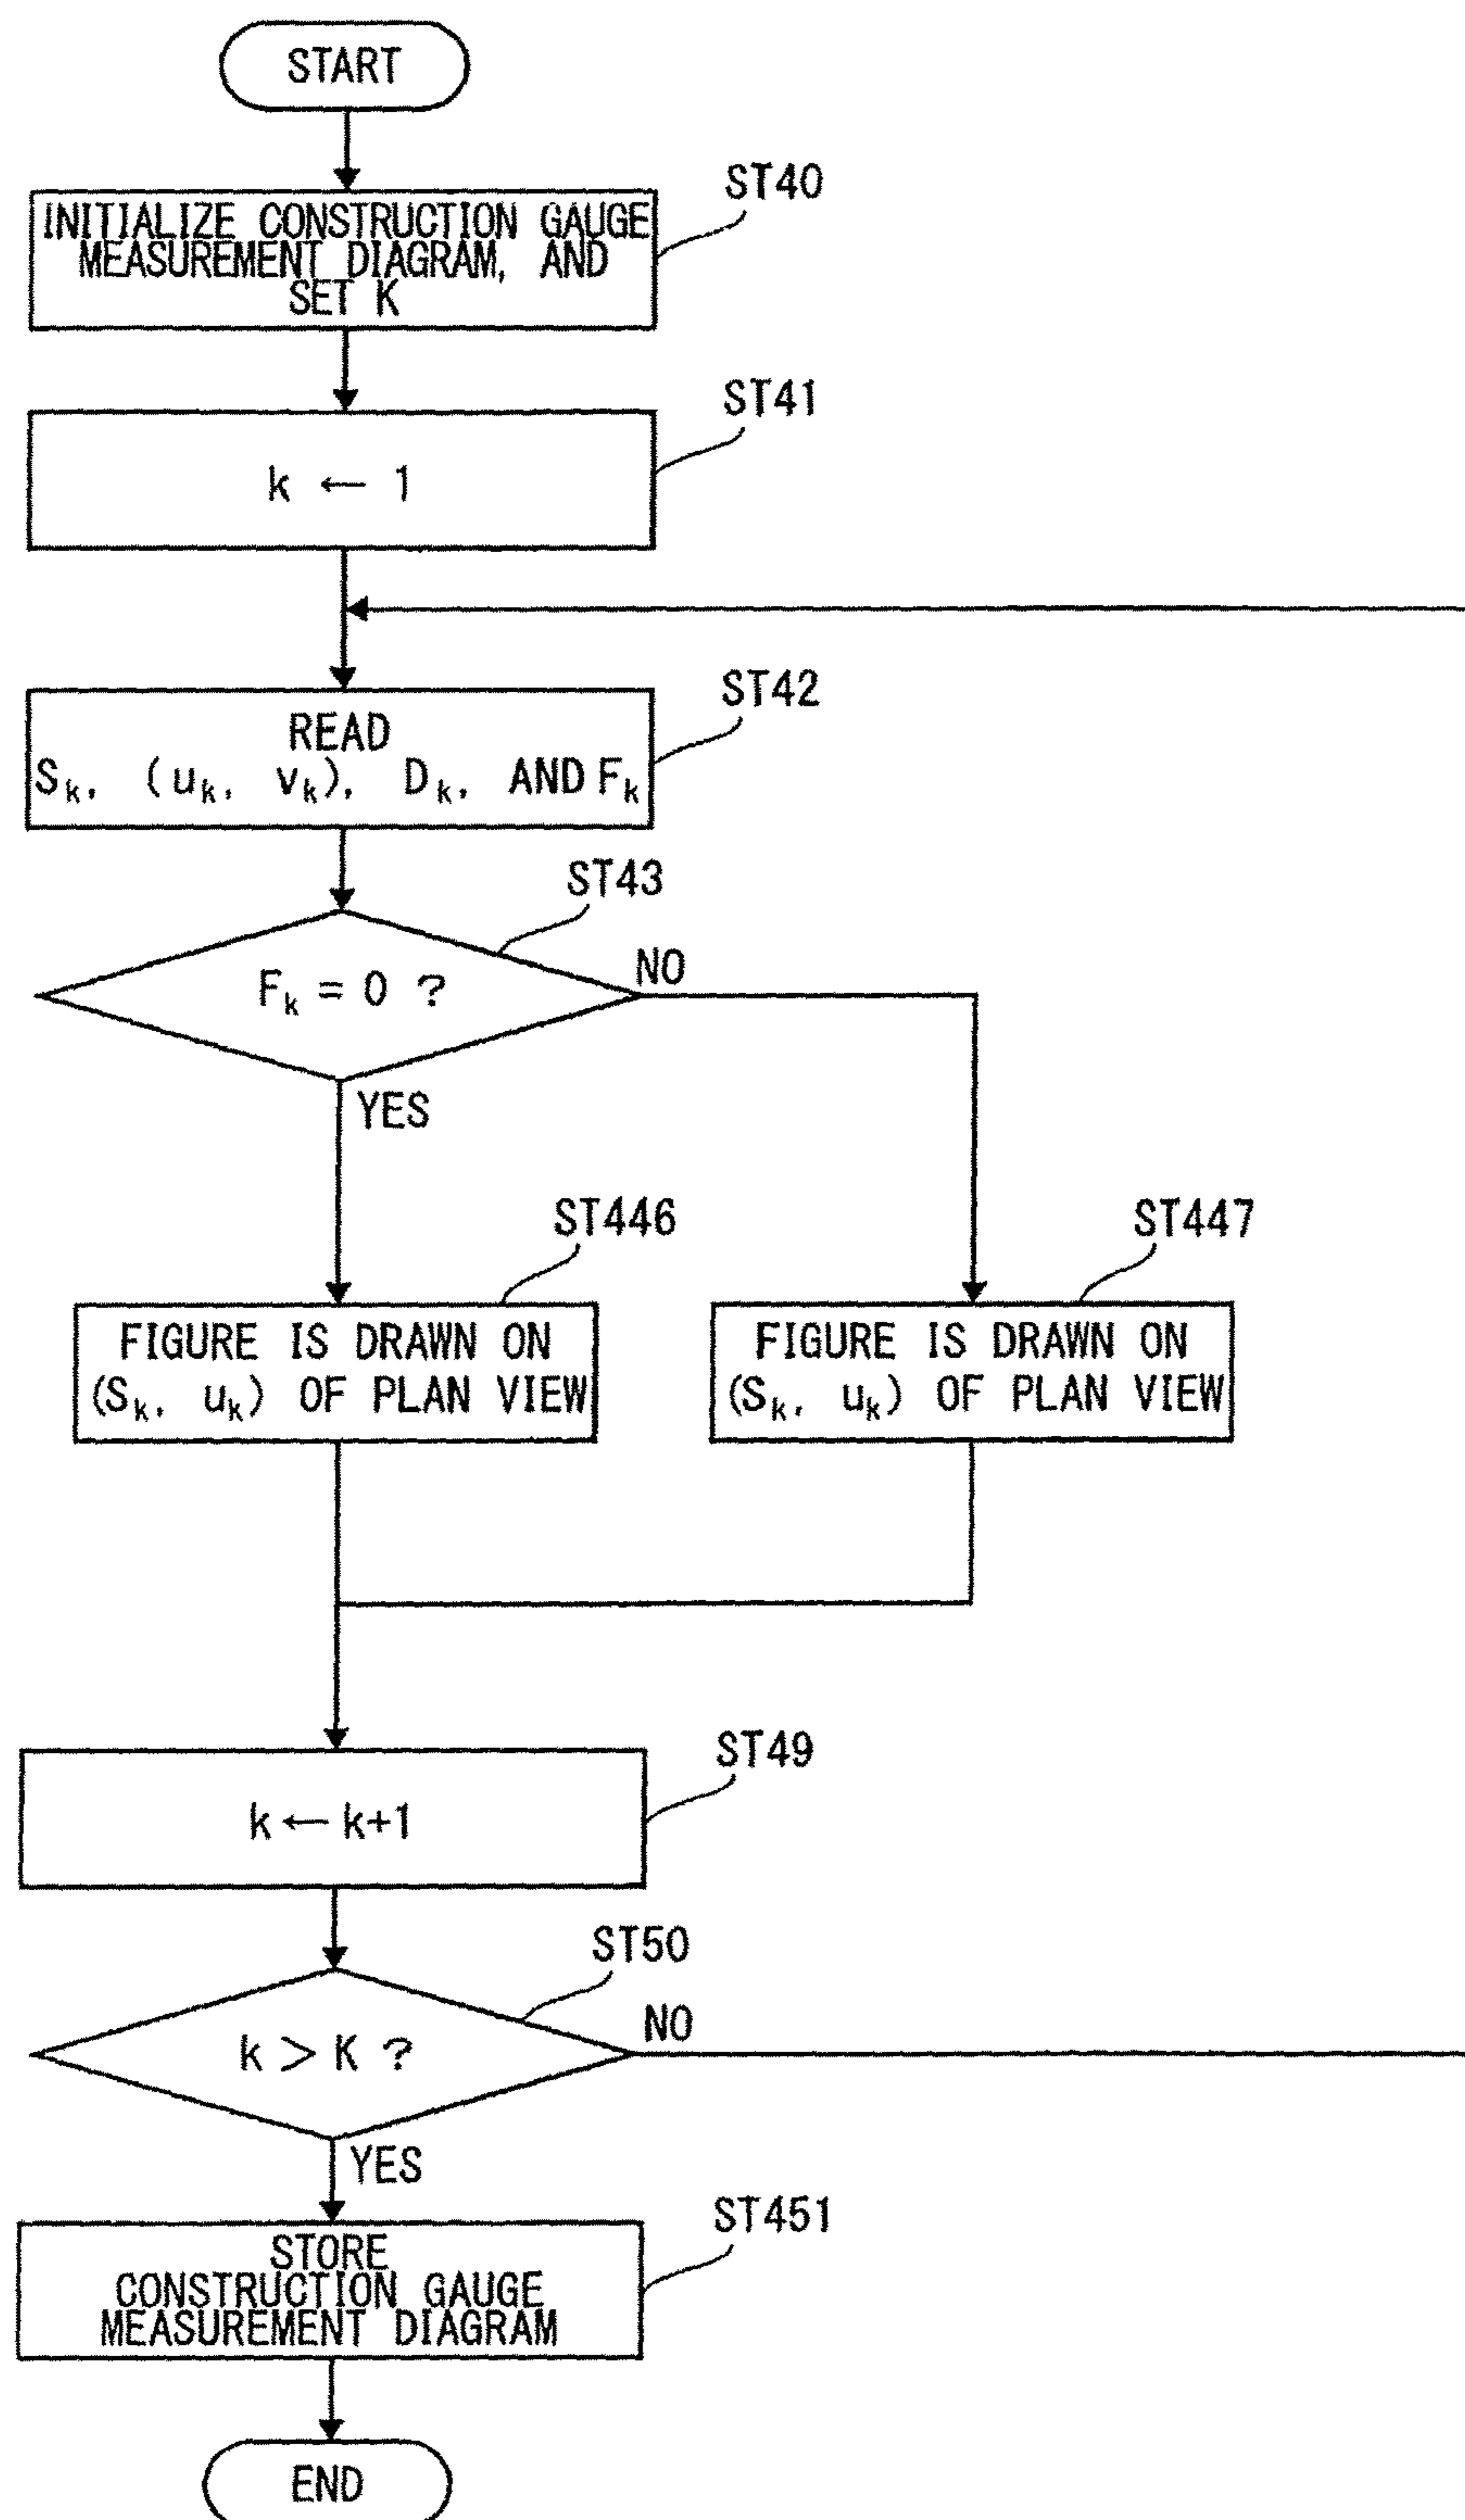 START
ST40
INITIALIZE CONSTRUCTION GAUGE
MEASUREMENT DIAGRAM, AND
SET K
ST41
k ← 1
ST42
READ
Sₖ, (uₖ, vₖ), Dₖ, AND Fₖ
ST43
Fₖ = 0 ?
NO
YES
ST446
FIGURE IS DRAWN ON
(Sₖ, uₖ) OF PLAN VIEW
ST447
FIGURE IS DRAWN ON
(Sₖ, uₖ) OF PLAN VIEW
ST49
k ← k+1
ST50
k > K ?
NO
YES
ST451
STORE
CONSTRUCTION GAUGE
MEASUREMENT DIAGRAM
END